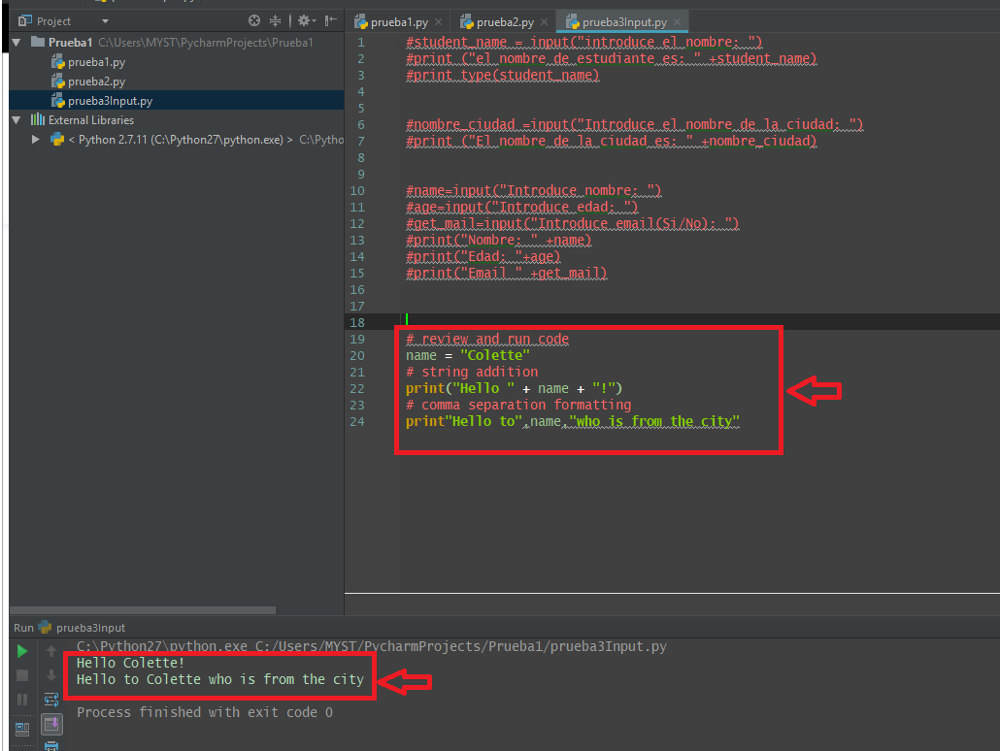 Project
prueba1.py
prueba2.py
prueba3Input.py
Prueba1 C:\Users\MYST\PycharmProjects\Prueba1
prueba1.py
prueba2.py
prueba3Input.py
External Libraries
< Python 2.7.11 (C:\Python27\python.exe) > C:\Pytho
1 #student_name = input("introduce el nombre: ")
2 #print ("el nombre de estudiante es: " +student_name)
3 #print type(student_name)
4
5
6 #nombre_ciudad =input("Introduce el nombre de la ciudad: ")
7 #print ("El nombre de la ciudad es: " +nombre_ciudad)
8
9
10 #name=input("Introduce nombre: ")
11 #age=input("Introduce edad: ")
12 #get_mail=input("Introduce email(Si/No): ")
13 #print("Nombre: " +name)
14 #print("Edad: "+age)
15 #print("Email " +get_mail)
16
17
18
19 # review and run code
20 name = "Colette"
21 # string addition
22 print("Hello " + name + "!")
23 # comma separation formatting
24 print"Hello to",name,"who is from the city"
Run prueba3Input
C:\Python27\python.exe C:/Users/MYST/PycharmProjects/Prueba1/prueba3Input.py
Hello Colette!
Hello to Colette who is from the city
Process finished with exit code 0